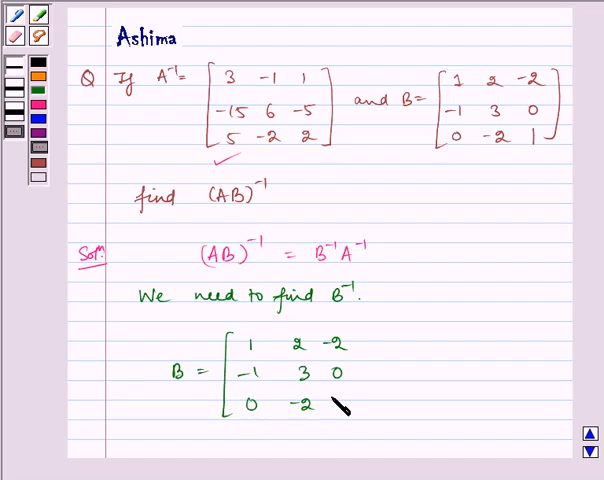 Ashima
Q If A⁻¹ = [ 3 -1 1 ; -15 6 -5 ; 5 -2 2 ] and B = [ 1 2 -2 ; -1 3 0 ; 0 -2 1 ]
find (AB)⁻¹
Solⁿ. (AB)⁻¹ = B⁻¹A⁻¹
We need to find B⁻¹.
B = [ 1 2 -2 ; -1 3 0 ; 0 -2